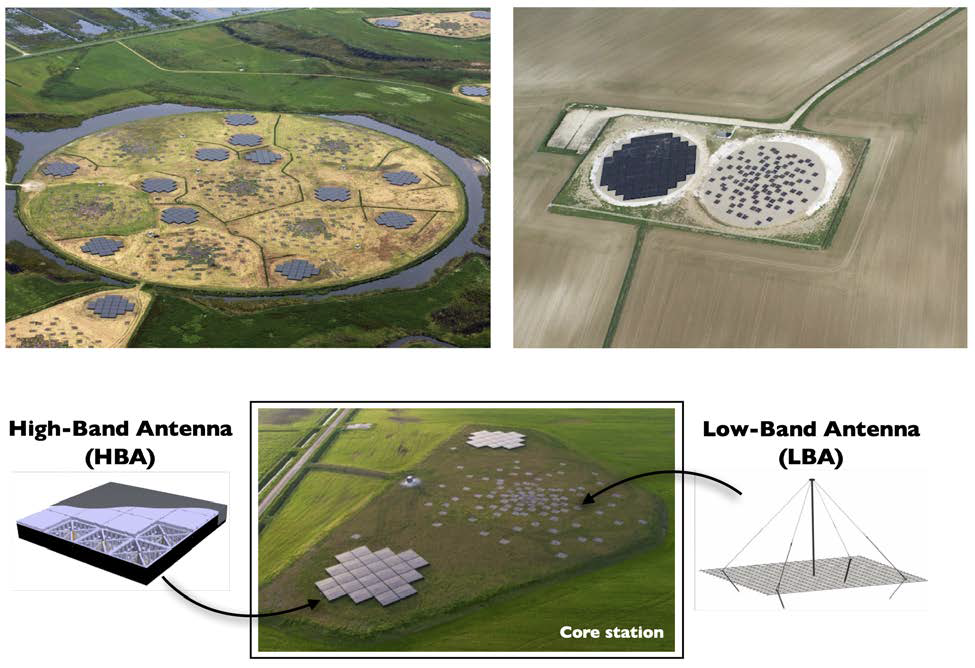 High-Band Antenna
(HBA)
Low-Band Antenna
(LBA)
Core station